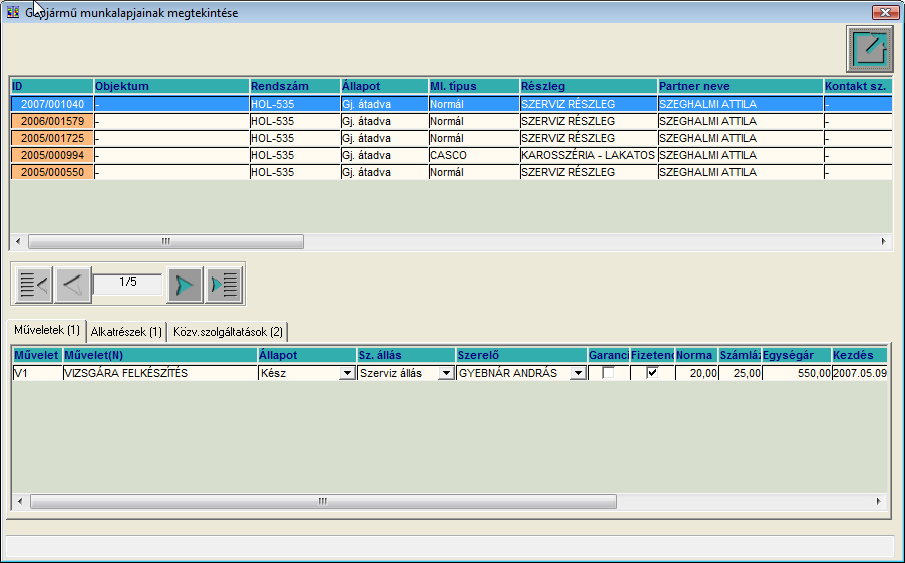 Gépjármű munkalapjainak megtekintése
ID Objektum Rendszám Állapot Ml. típus Részleg Partner neve Kontakt sz.
2007/001040 - HOL-535 Gj. átadva Normál SZERVIZ RÉSZLEG SZEGHALMI ATTILA -
2006/001579 - HOL-535 Gj. átadva Normál SZERVIZ RÉSZLEG SZEGHALMI ATTILA -
2005/001725 - HOL-535 Gj. átadva Normál SZERVIZ RÉSZLEG SZEGHALMI ATTILA -
2005/000994 - HOL-535 Gj. átadva CASCO KAROSSZÉRIA - LAKATOS SZEGHALMI ATTILA -
2005/000550 - HOL-535 Gj. átadva Normál SZERVIZ RÉSZLEG SZEGHALMI ATTILA -
1/5
Műveletek (1) Alkatrészek (1) Közv.szolgáltatások (2)
Művelet Művelet(N) Állapot Sz. állás Szerelő Garanci Fizetend Norma Számláz Egységár Kezdés
V1 VIZSGÁRA FELKÉSZÍTÉS Kész Szerviz állás GYEBNÁR ANDRÁS 20,00 25,00 550,00 2007.05.09